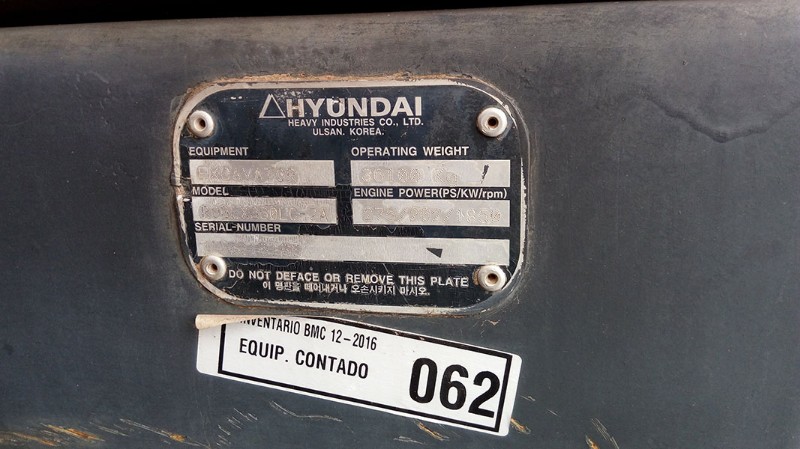 HYUNDAI
HEAVY INDUSTRIES CO., LTD.
ULSAN. KOREA.
EQUIPMENT
OPERATING WEIGHT
MODEL
ENGINE POWER(PS/KW/rpm)
SERIAL-NUMBER
DO NOT DEFACE OR REMOVE THIS PLATE
이 명판을 떼어내거나 오손시키지 마시오.
INVENTARIO BMC 12-2016
EQUIP. CONTADO
062